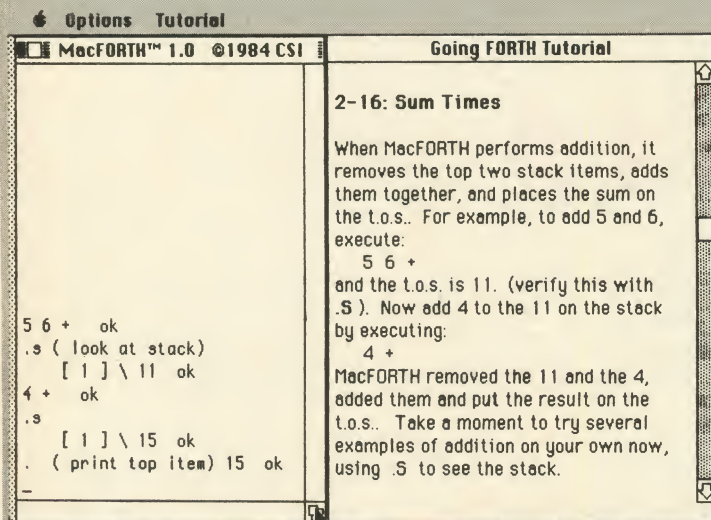 Options Tutorial
MacFORTH™ 1.0 ©1984 CSI
5 6 + ok
.s ( look at stack)
[ 1 ] \ 11 ok
4 + ok
.s
[ 1 ] \ 15 ok
. ( print top item) 15 ok
_
Going FORTH Tutorial
2-16: Sum Times
When MacFORTH performs addition, it
removes the top two stack items, adds
them together, and places the sum on
the t.o.s.. For example, to add 5 and 6,
execute:
5 6 +
and the t.o.s. is 11. (verify this with
.S ). Now add 4 to the 11 on the stack
by executing:
4 +
MacFORTH removed the 11 and the 4,
added them and put the result on the
t.o.s.. Take a moment to try several
examples of addition on your own now,
using .S to see the stack.